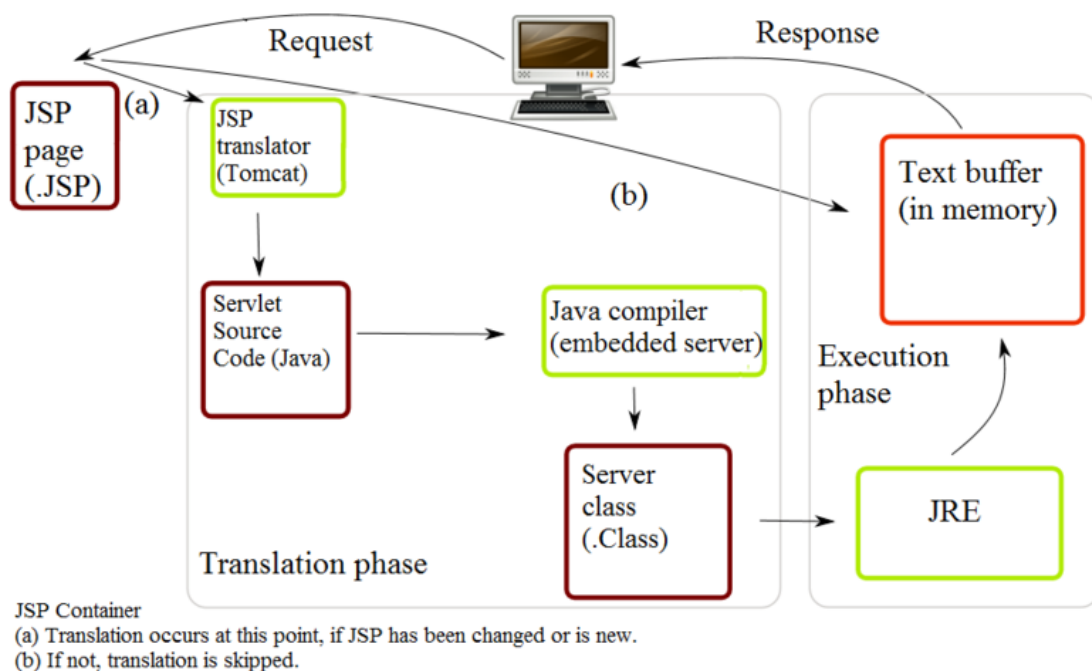 Request
Response
JSP
page
(.JSP)
(a)
JSP
translator
(Tomcat)
(b)
Text buffer
(in memory)
Servlet
Source
Code (Java)
Java compiler
(embedded server)
Execution
phase
Server
class
(.Class)
JRE
Translation phase
JSP Container
(a) Translation occurs at this point, if JSP has been changed or is new.
(b) If not, translation is skipped.